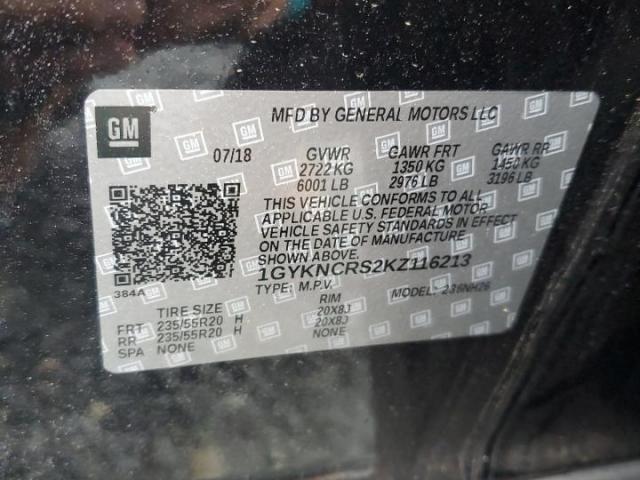 GM
MFD BY GENERAL MOTORS LLC
07/18 GVWR GAWR FRT GAWR RR
2722 KG 1350 KG 1450 KG
6001 LB 2976 LB 3196 LB
THIS VEHICLE CONFORMS TO ALL
APPLICABLE U.S. FEDERAL MOTOR
VEHICLE SAFETY STANDARDS IN EFFECT
ON THE DATE OF MANUFACTURE
SHOWN ABOVE.
1GYKNCRS2KZ116213
384A
TYPE: M.P.V. MODEL:
TIRE SIZE RIM
FRT 235/55R20 H 20X8J
RR 235/55R20 H 20X8J
SPA NONE NONE